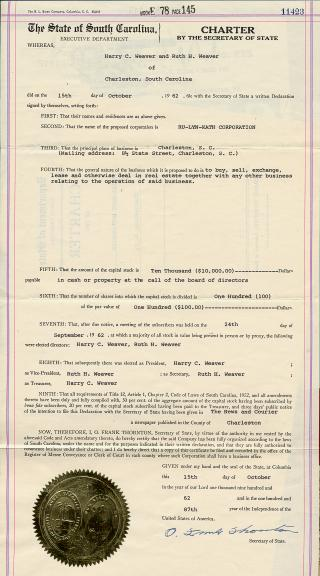 BOOK E 78 PAGE 145
11423
The State of South Carolina,
EXECUTIVE DEPARTMENT.
CHARTER
BY THE SECRETARY OF STATE
WHEREAS,
Harry C. Weaver and Ruth H. Weaver
of
Charleston, South Carolina
did on the 15th day of October , 19 62 , file with the Secretary of State a written Declaration
signed by themselves, setting forth:
FIRST: That their names and residences are as above given.
SECOND: That the name of the proposed corporation is RU-LYN-KATH CORPORATION
THIRD: That the principal place of business is Charleston, S. C.
(Mailing address: 8½ State Street, Charleston, S. C.)
FOURTH: That the general nature of the business which it is proposed to do is to buy, sell, exchange,
lease and otherwise deal in real estate together with any other business
relating to the operation of said business.
FIFTH: That the amount of the capital stock is Ten Thousand ($10,000.00)--------------Dollars
payable in cash or property at the call of the board of directors
SIXTH: That the number of shares into which the capital stock is divided is One Hundred (100)
of the par value of One Hundred ($100.00)--------------------Dollars
SEVENTH: That, after due notice, a meeting of the subscribers was held on the 24th day of
September , 19 62 , at which a majority of all stock in value being present in person or by proxy, the following
were elected directors: Harry C. Weaver, Ruth H. Weaver
EIGHTH: That subsequently there was elected as President, Harry C. Weaver ;
as Vice-President, Ruth H. Weaver ; as Secretary, Ruth H. Weaver ;
as Treasurer, Harry C. Weaver
NINTH: That all requirements of Title 12, Article 1, Chapter 2, Code of Laws of South Carolina, 1952, and all amendments
thereto have been duly and fully complied with, 50 per cent. of the aggregate amount of the capital stock having been subscribed by
bona fide subscribers, 20 per cent. of the capital stock subscribed having been paid to the Treasurer, and three days' public notice
of the intention to file this Declaration with the Secretary of State having been given in The News and Courier
a newspaper published in the County of Charleston
NOW, THEREFORE, I, O. FRANK THORNTON, Secretary of State, by virtue of the authority in me vested by the
aforesaid Code and Acts amendatory thereto, do hereby certify that the said Company has been fully organized according to the laws
of South Carolina, under the name and for the purposes indicated in their written declaration, and that they are fully authorized to
commence business under their charter; and I do hereby direct that a copy of this certificate be filed and recorded in the office of the
Register of Mesne Conveyance or Clerk of Court in each county where such Corporation shall have a business office.
GIVEN under my hand and the seal of the State, at Columbia
this 15th day of October
in the year of our Lord one thousand nine hundred and
62 and in the one hundred and
87th year of the Independence of the
United States of America.
O. Frank Thornton
Secretary of State.